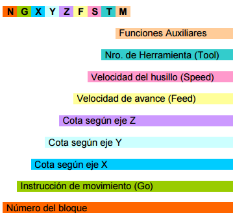 N G X Y Z F S T M
Funciones Auxiliares
Nro. de Herramienta (Tool)
Velocidad del husillo (Speed)
Velocidad de avance (Feed)
Cota según eje Z
Cota según eje Y
Cota según eje X
Instrucción de movimiento (Go)
Número del bloque